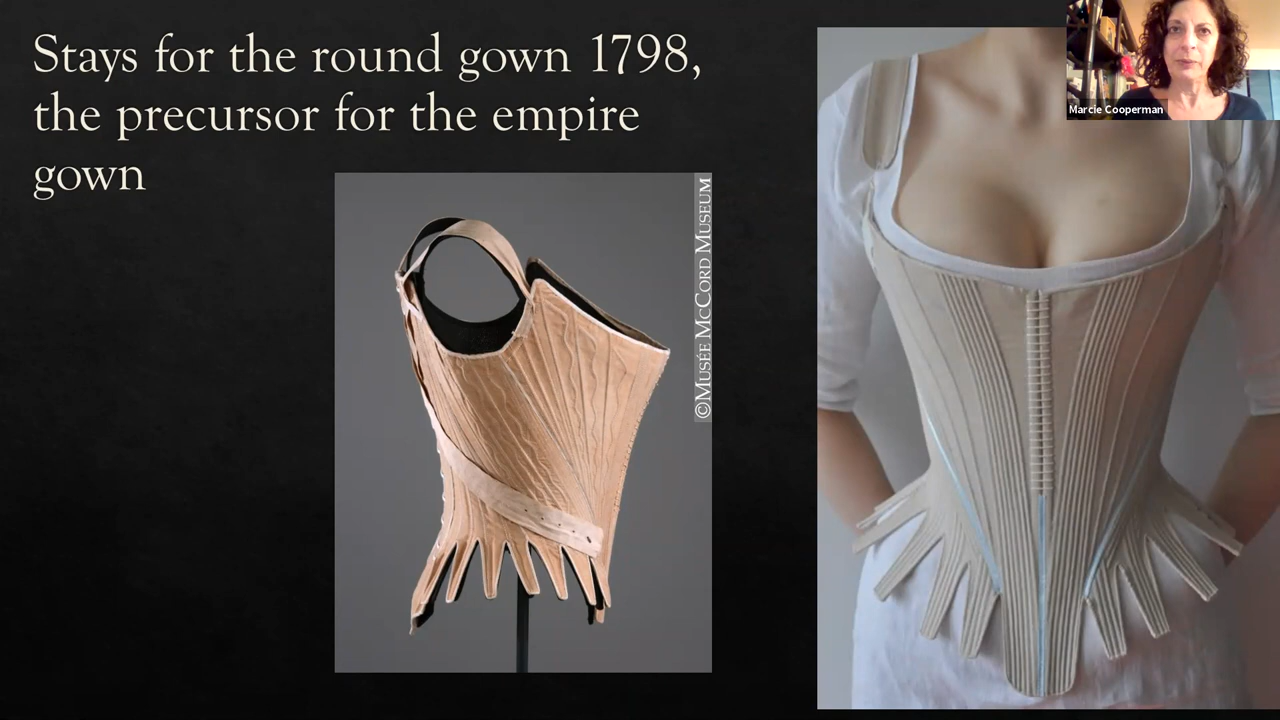 Stays for the round gown 1798,
the precursor for the empire
gown
©Musée McCord Museum
Marcie Cooperman